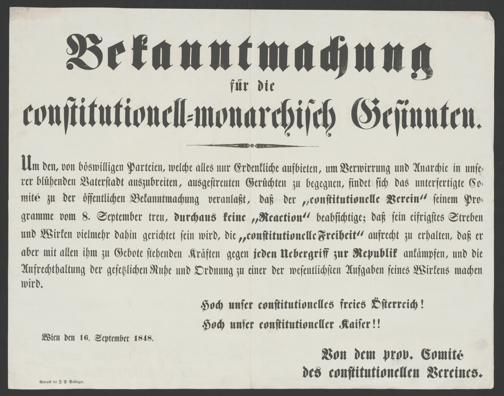 Bekanntmachung
für die
constitutionell-monarchisch Gesinnten.
Um den, von böswilligen Parteien, welche alles nur Erdenkliche aufbieten, um Verwirrung und Anarchie in unse-
rer blühenden Vaterstadt auszubreiten, ausgestreuten Gerüchten zu begegnen, findet sich das unterfertigte Co-
mité zu der öffentlichen Bekanntmachung veranlaßt, daß der „constitutionelle Verein" seinem Pro-
gramme vom 8. September treu, durchaus keine „Reaction" beabsichtige; daß sein eifrigstes Streben
und Wirken vielmehr dahin gerichtet sein wird, die „constitutionelle Freiheit" aufrecht zu erhalten, daß er
aber mit allen ihm zu Gebote stehenden Kräften gegen jeden Uebergriff zur Republik ankämpfen, und die
Aufrechthaltung der gesetzlichen Ruhe und Ordnung zu einer der wesentlichsten Aufgaben seines Wirkens machen
wird.
Hoch unser constitutionelles freies Österreich!
Hoch unser constitutioneller Kaiser!!
Wien den 16. September 1848.
Von dem prov. Comité
des constitutionellen Vereines.
Gedruckt bei